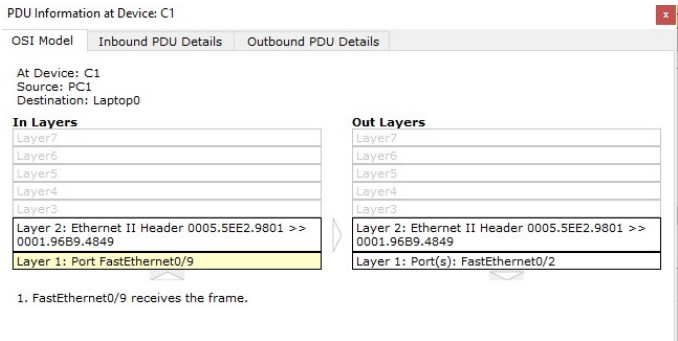 PDU Information at Device: C1
x
OSI Model Inbound PDU Details Outbound PDU Details
At Device: C1
Source: PC1
Destination: Laptop0
In Layers
Layer7
Layer6
Layer5
Layer4
Layer3
Layer 2: Ethernet II Header 0005.5EE2.9801 >>
0001.96B9.4849
Layer 1: Port FastEthernet0/9
Out Layers
Layer7
Layer6
Layer5
Layer4
Layer3
Layer 2: Ethernet II Header 0005.5EE2.9801 >>
0001.96B9.4849
Layer 1: Port(s): FastEthernet0/2
1. FastEthernet0/9 receives the frame.